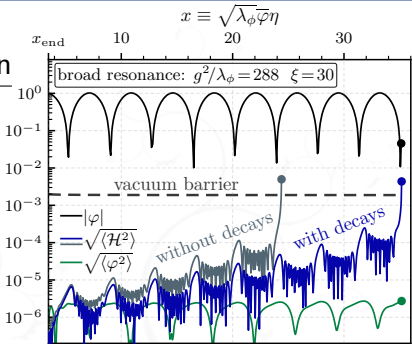 x ≡ √λ_φ φ̄ η
x_end 10 20 30
n
broad resonance: g²/λ_φ = 288 ξ = 30
10⁰
10⁻¹
10⁻²
vacuum barrier
10⁻³
|φ|
without decays
with decays
10⁻⁴
√⟨ℋ²⟩
10⁻⁵
√⟨φ²⟩
10⁻⁶